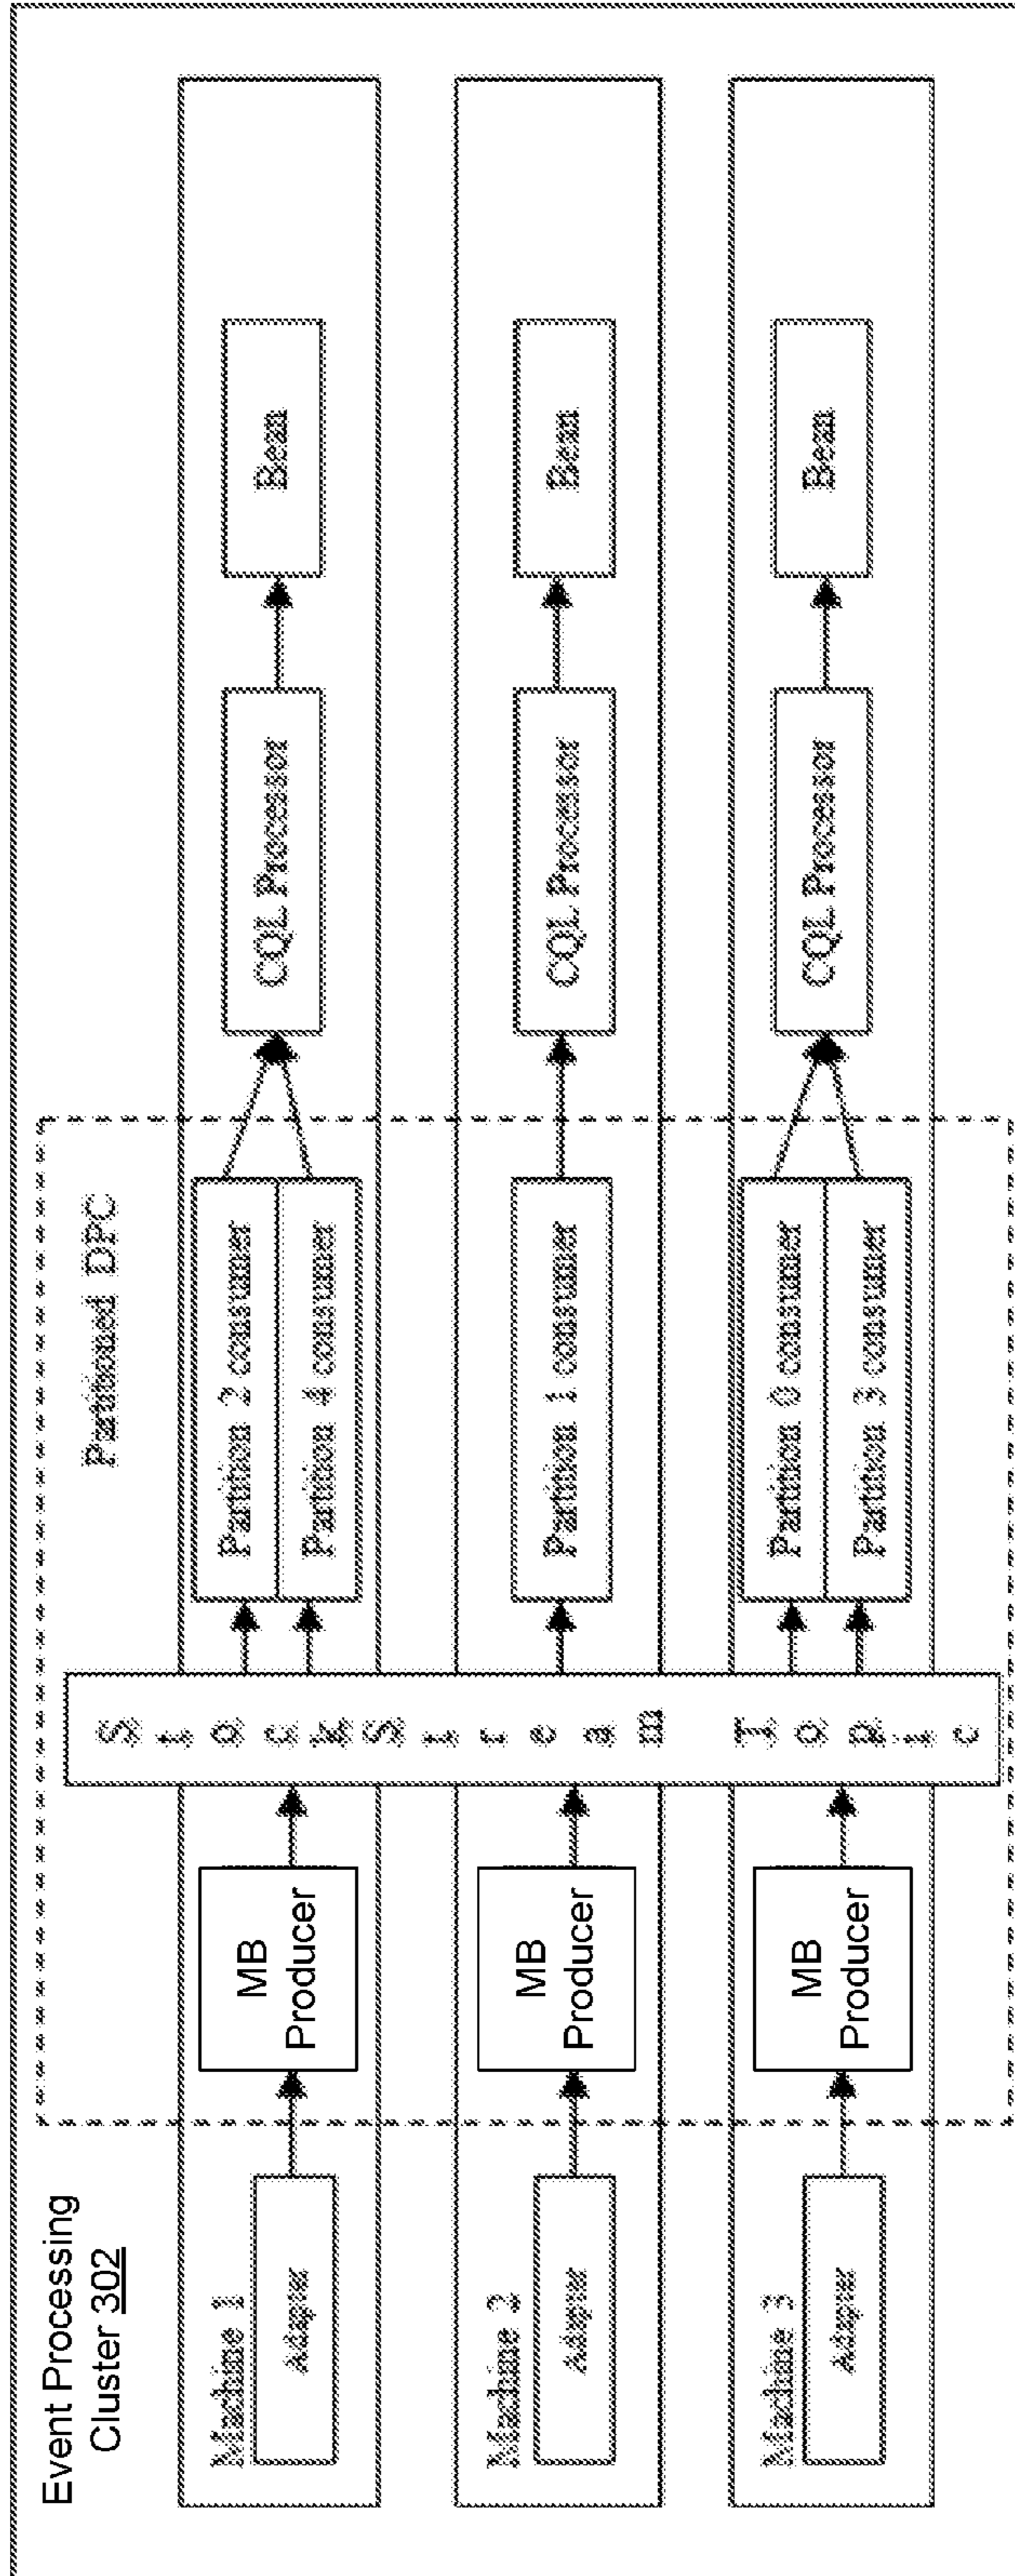 Event Processing
Cluster 302
Partitioned DPC
Machine 1
Adapter
MB
Producer
StockStream Topic
Partition 2 consumer
Partition 4 consumer
CQL Processor
Bean
Machine 2
Adapter
MB
Producer
Partition 1 consumer
CQL Processor
Bean
Machine 3
Adapter
MB
Producer
Partition 0 consumer
Partition 3 consumer
CQL Processor
Bean